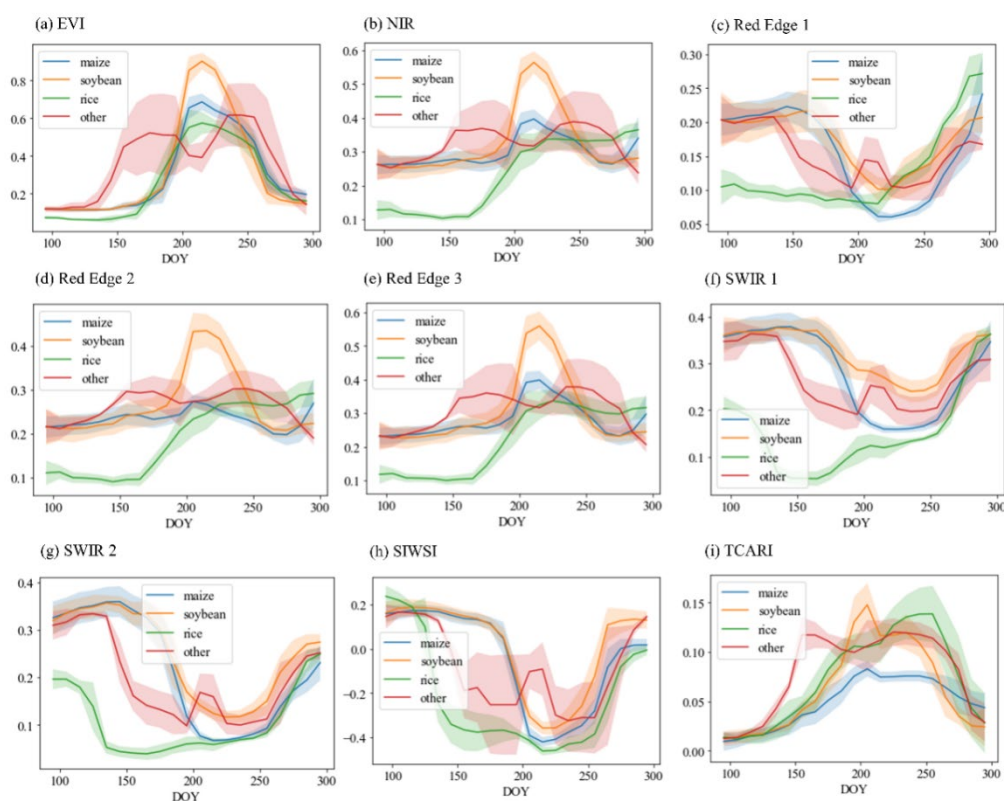 (a) EVI
(b) NIR
(c) Red Edge 1
maize
soybean
rice
other
0.8
0.6
0.4
0.2
100 150 200 250 300
DOY
maize
soybean
rice
other
0.6
0.5
0.4
0.3
0.2
0.1
100 150 200 250 300
DOY
maize
soybean
rice
other
0.30
0.25
0.20
0.15
0.10
0.05
100 150 200 250 300
DOY
(d) Red Edge 2
(e) Red Edge 3
(f) SWIR 1
maize
soybean
rice
other
0.4
0.3
0.2
0.1
100 150 200 250 300
DOY
maize
soybean
rice
other
0.6
0.5
0.4
0.3
0.2
0.1
100 150 200 250 300
DOY
maize
soybean
rice
other
0.4
0.3
0.2
0.1
100 150 200 250 300
DOY
(g) SWIR 2
(h) SIWSI
(i) TCARI
maize
soybean
rice
other
0.4
0.3
0.2
0.1
100 150 200 250 300
DOY
maize
soybean
rice
other
0.2
0.0
−0.2
−0.4
100 150 200 250 300
DOY
maize
soybean
rice
other
0.15
0.10
0.05
0.00
100 150 200 250 300
DOY